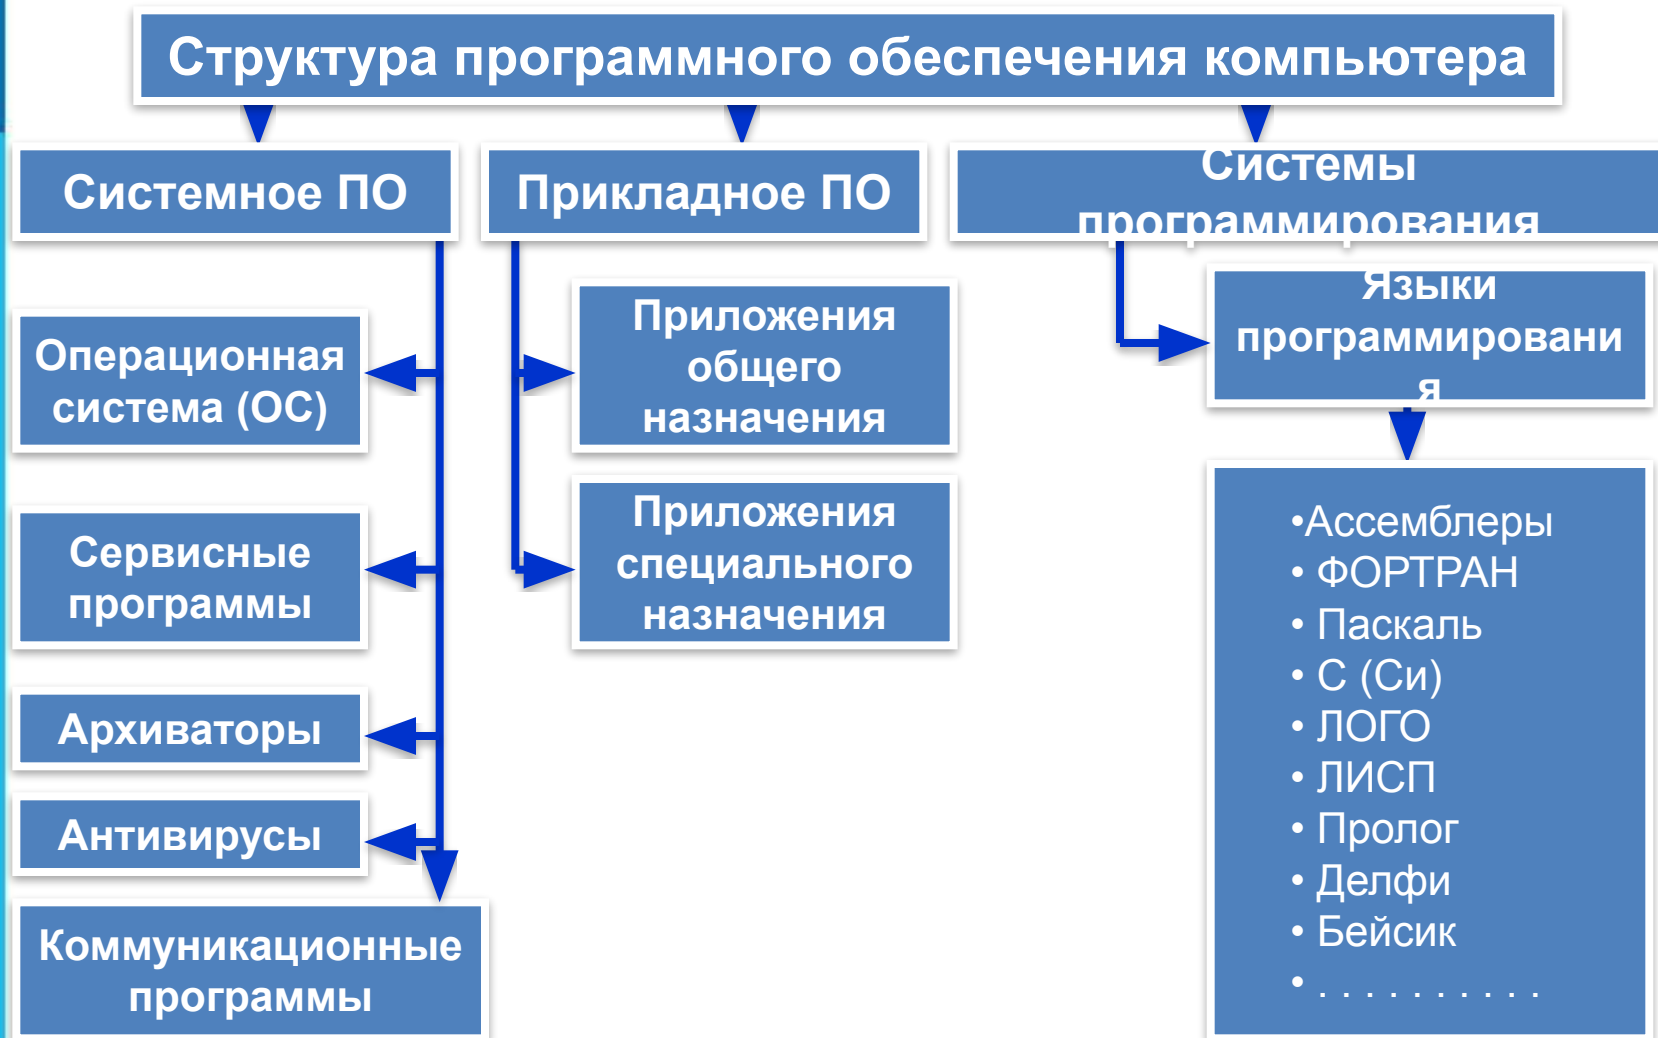 Структура программного обеспечения компьютера
Системное ПО
Прикладное ПО
Системы
программирования
Операционная
система (ОС)
Сервисные
программы
Архиваторы
Антивирусы
Коммуникационные
программы
Приложения
общего
назначения
Приложения
специального
назначения
Языки
программировани
я
•Ассемблеры
• ФОРТРАН
• Паскаль
• С (Си)
• ЛОГО
• ЛИСП
• Пролог
• Делфи
• Бейсик
• . . . . . . . . . .